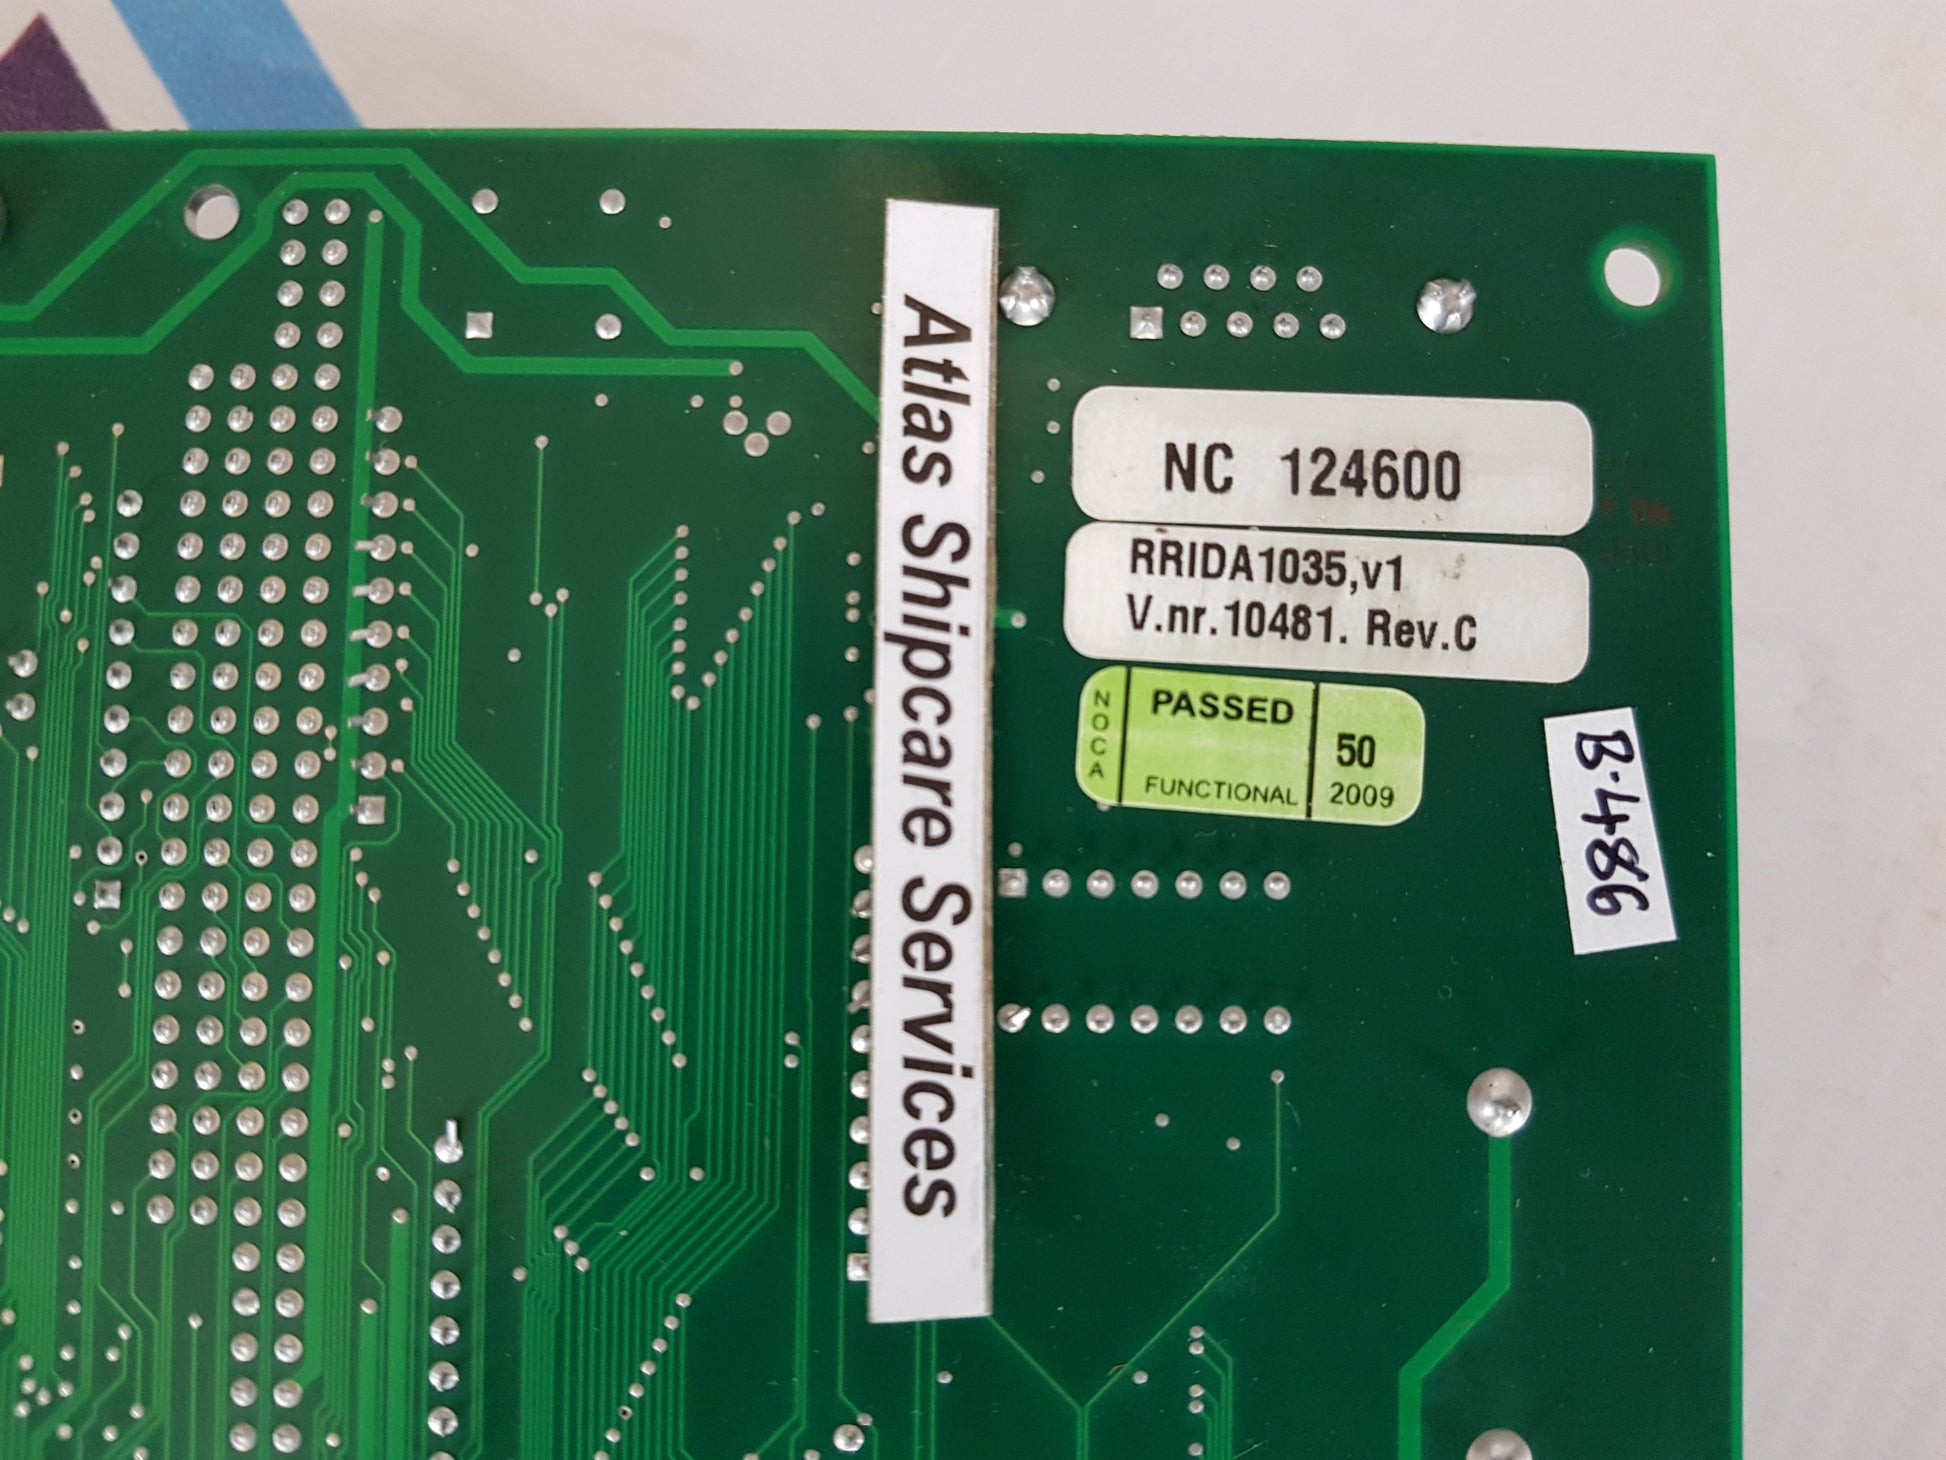 Atlas Shipcare Services
NC 124600
RRIDA1035,v1
V.nr.10481. Rev.C
NOCA
PASSED
FUNCTIONAL
50
2009
B.486